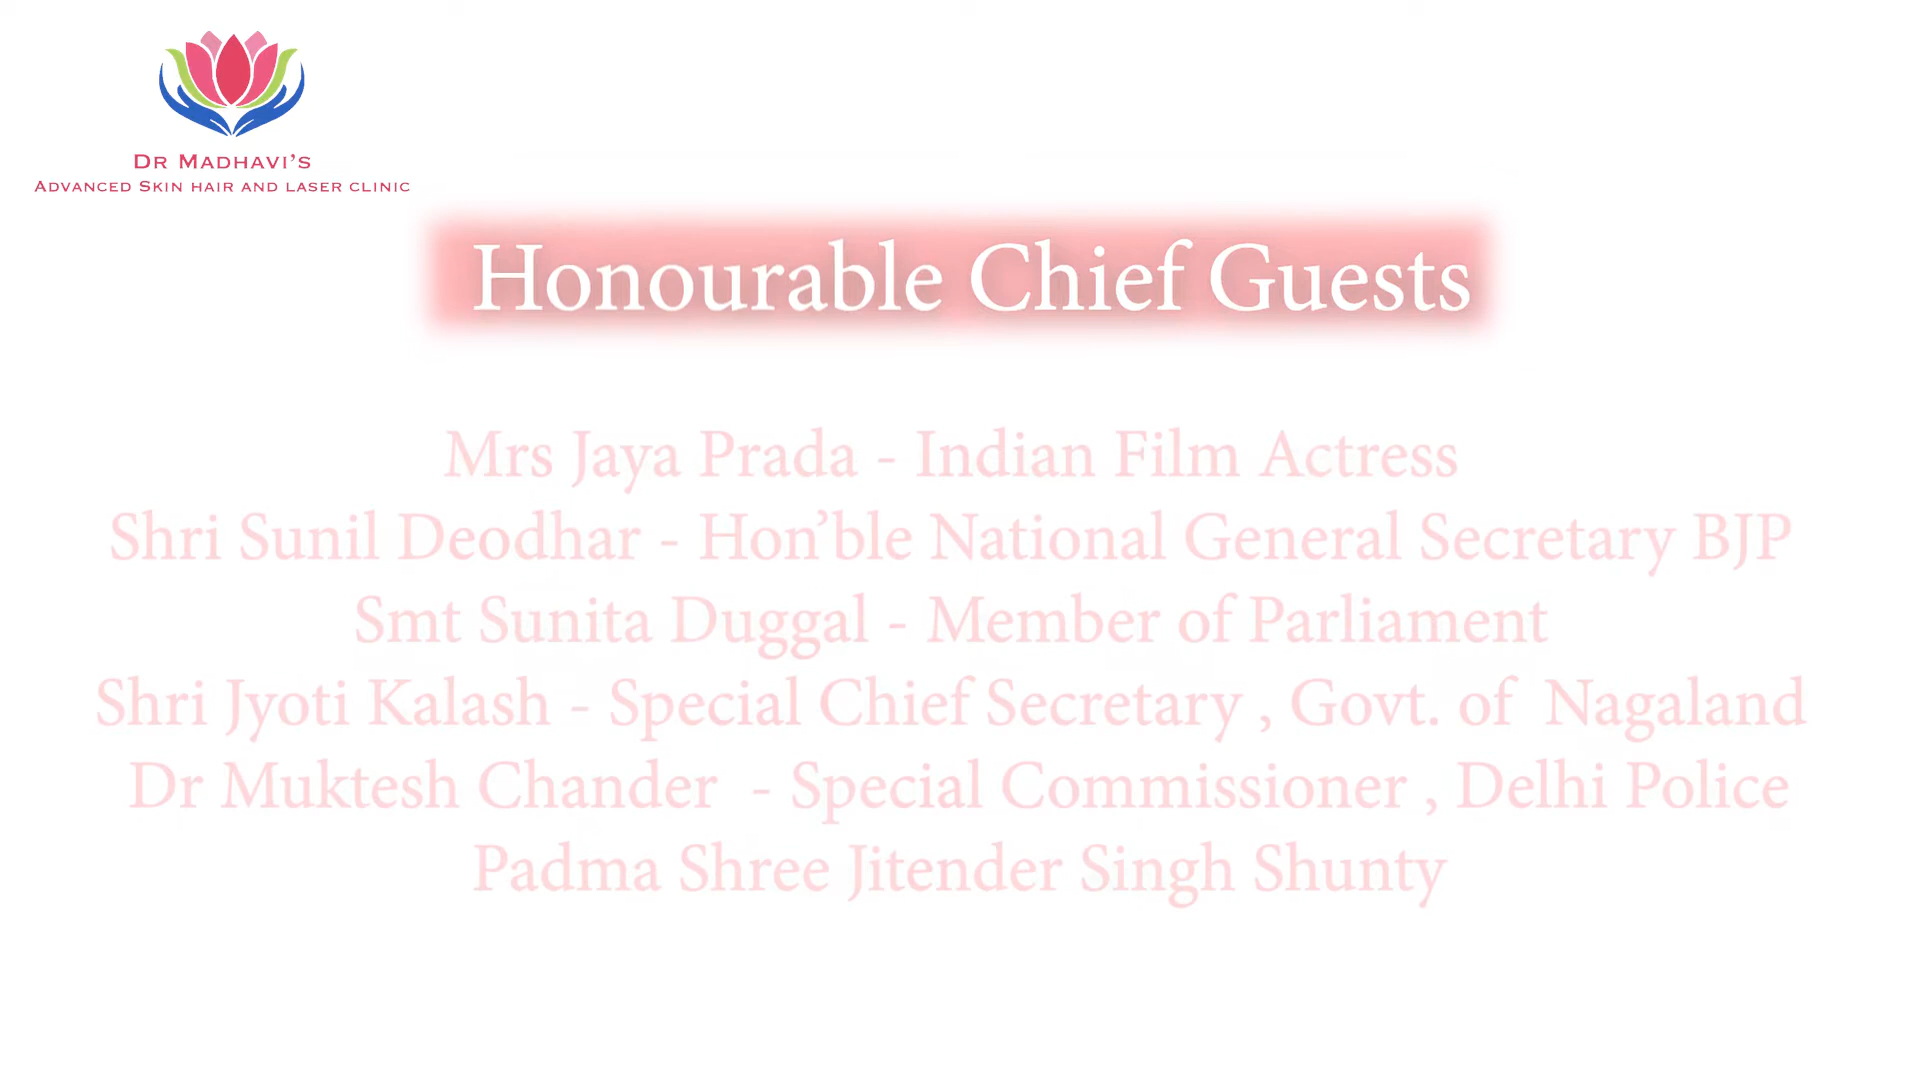 DR MADHAVI'S
ADVANCED SKIN HAIR AND LASER CLINIC
Honourable Chief Guests
Mrs Jaya Prada - Indian Film Actress
Shri Sunil Deodhar - Hon’ble National General Secretary BJP
Smt Sunita Duggal - Member of Parliament
Shri Jyoti Kalash - Special Chief Secretary , Govt. of  Nagaland
Dr Muktesh Chander  - Special Commissioner , Delhi Police
Padma Shree Jitender Singh Shunty